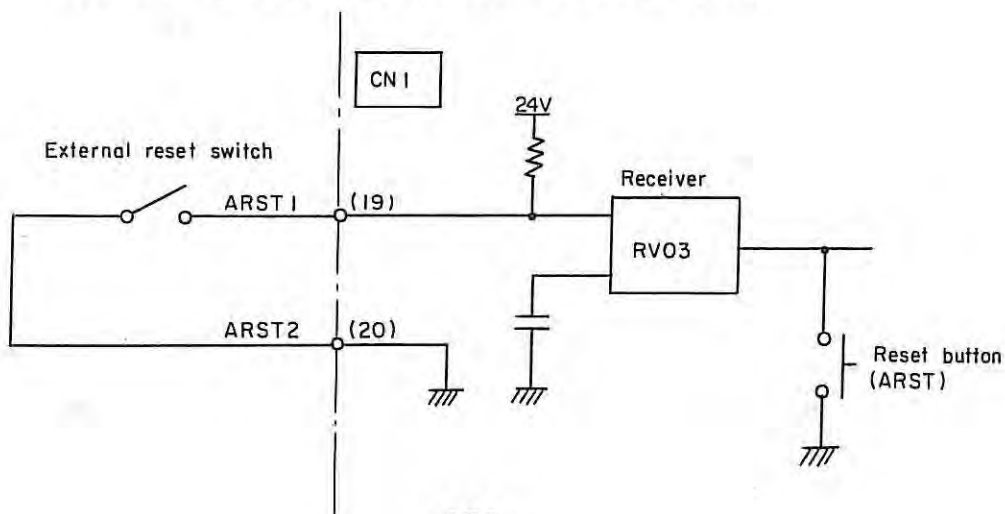 CN1
24V
External reset switch
Receiver
ARST1
(19)
RV03
ARST2
(20)
Reset button
(ARST)